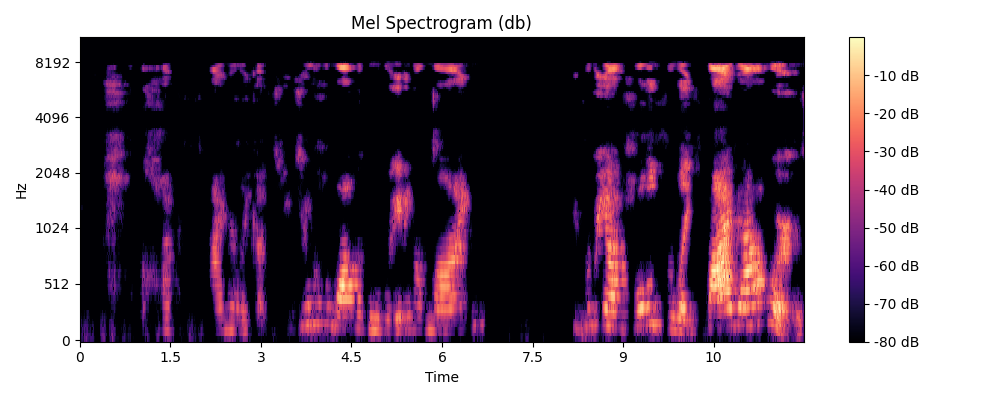 Mel Spectrogram (db)
8192
4096
2048
1024
512
0
Hz
0 1.5 3 4.5 6 7.5 9 10
Time
-10 dB
-20 dB
-30 dB
-40 dB
-50 dB
-60 dB
-70 dB
-80 dB